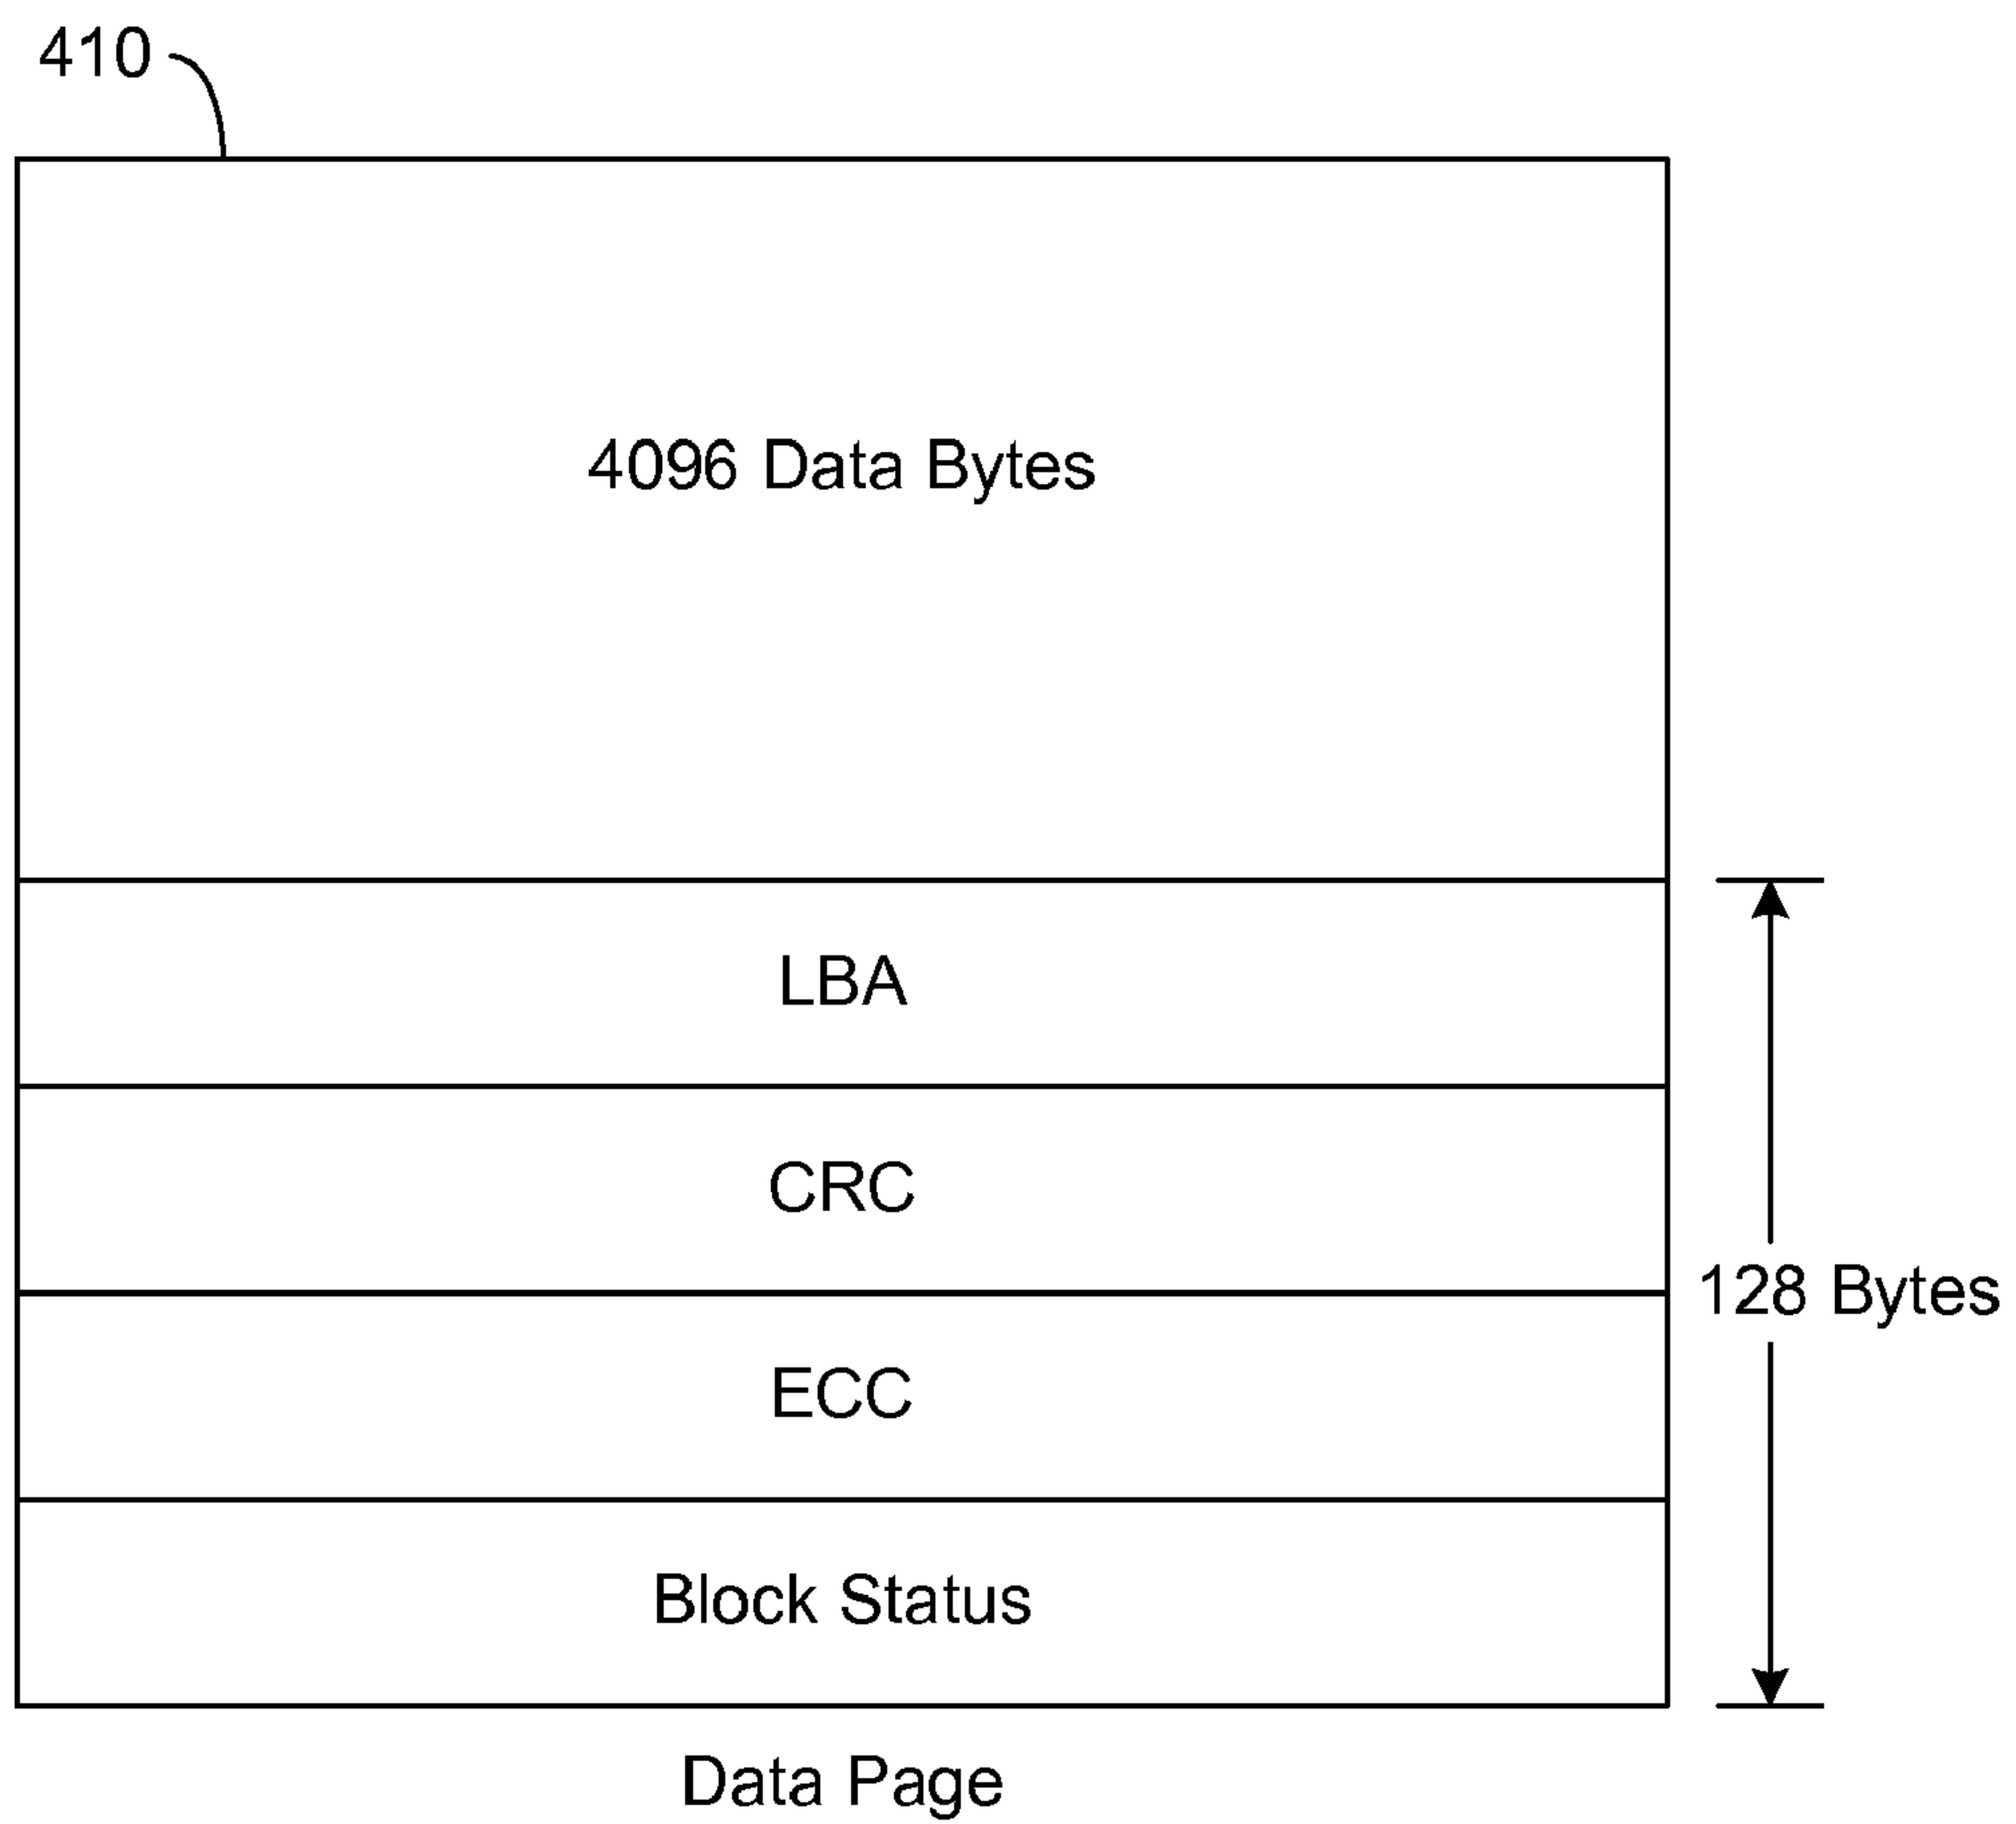 410
4096 Data Bytes
LBA
CRC
128 Bytes
ECC
Block Status
Data Page